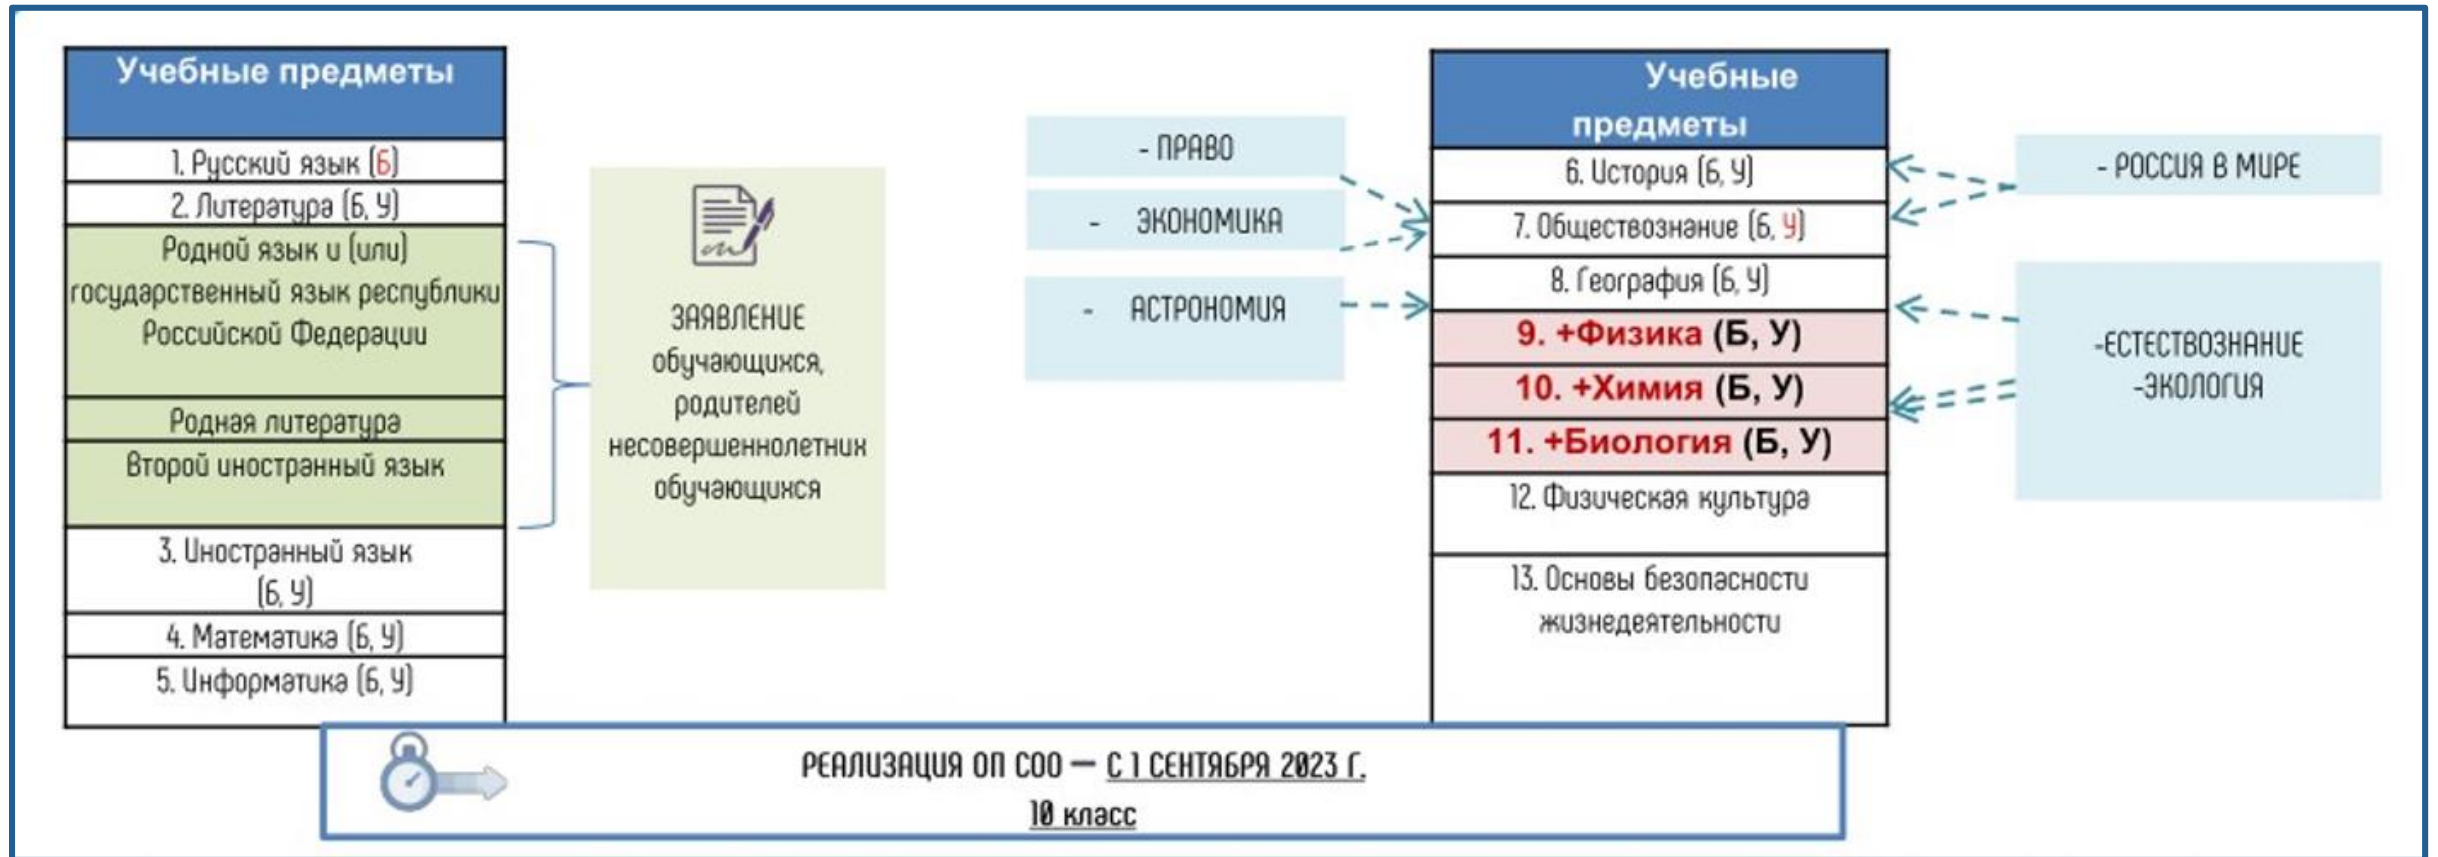 Учебные предметы
1. Русский язык (Б)
2. Литература (Б, У)
Родной язык и (или)
государственный язык республики
Российской Федерации
Родная литература
Второй иностранный язык
3. Иностранный язык
(Б, У)
4. Математика (Б, У)
5. Информатика (Б, У)
ЗАЯВЛЕНИЕ
обучающихся,
родителей
несовершеннолетних
обучающихся
- ПРАВО
- ЭКОНОМИКА
- АСТРОНОМИЯ
Учебные
предметы
6. История (Б, У)
7. Обществознание (Б, У)
8. География (Б, У)
9. +Физика (Б, У)
10. +Химия (Б, У)
11. +Биология (Б, У)
12. Физическая культура
13. Основы безопасности
жизнедеятельности
- РОССИЯ В МИРЕ
-ЕСТЕСТВОЗНАНИЕ
-ЭКОЛОГИЯ
РЕАЛИЗАЦИЯ ОП СОО — С 1 СЕНТЯБРЯ 2023 Г.
10 класс